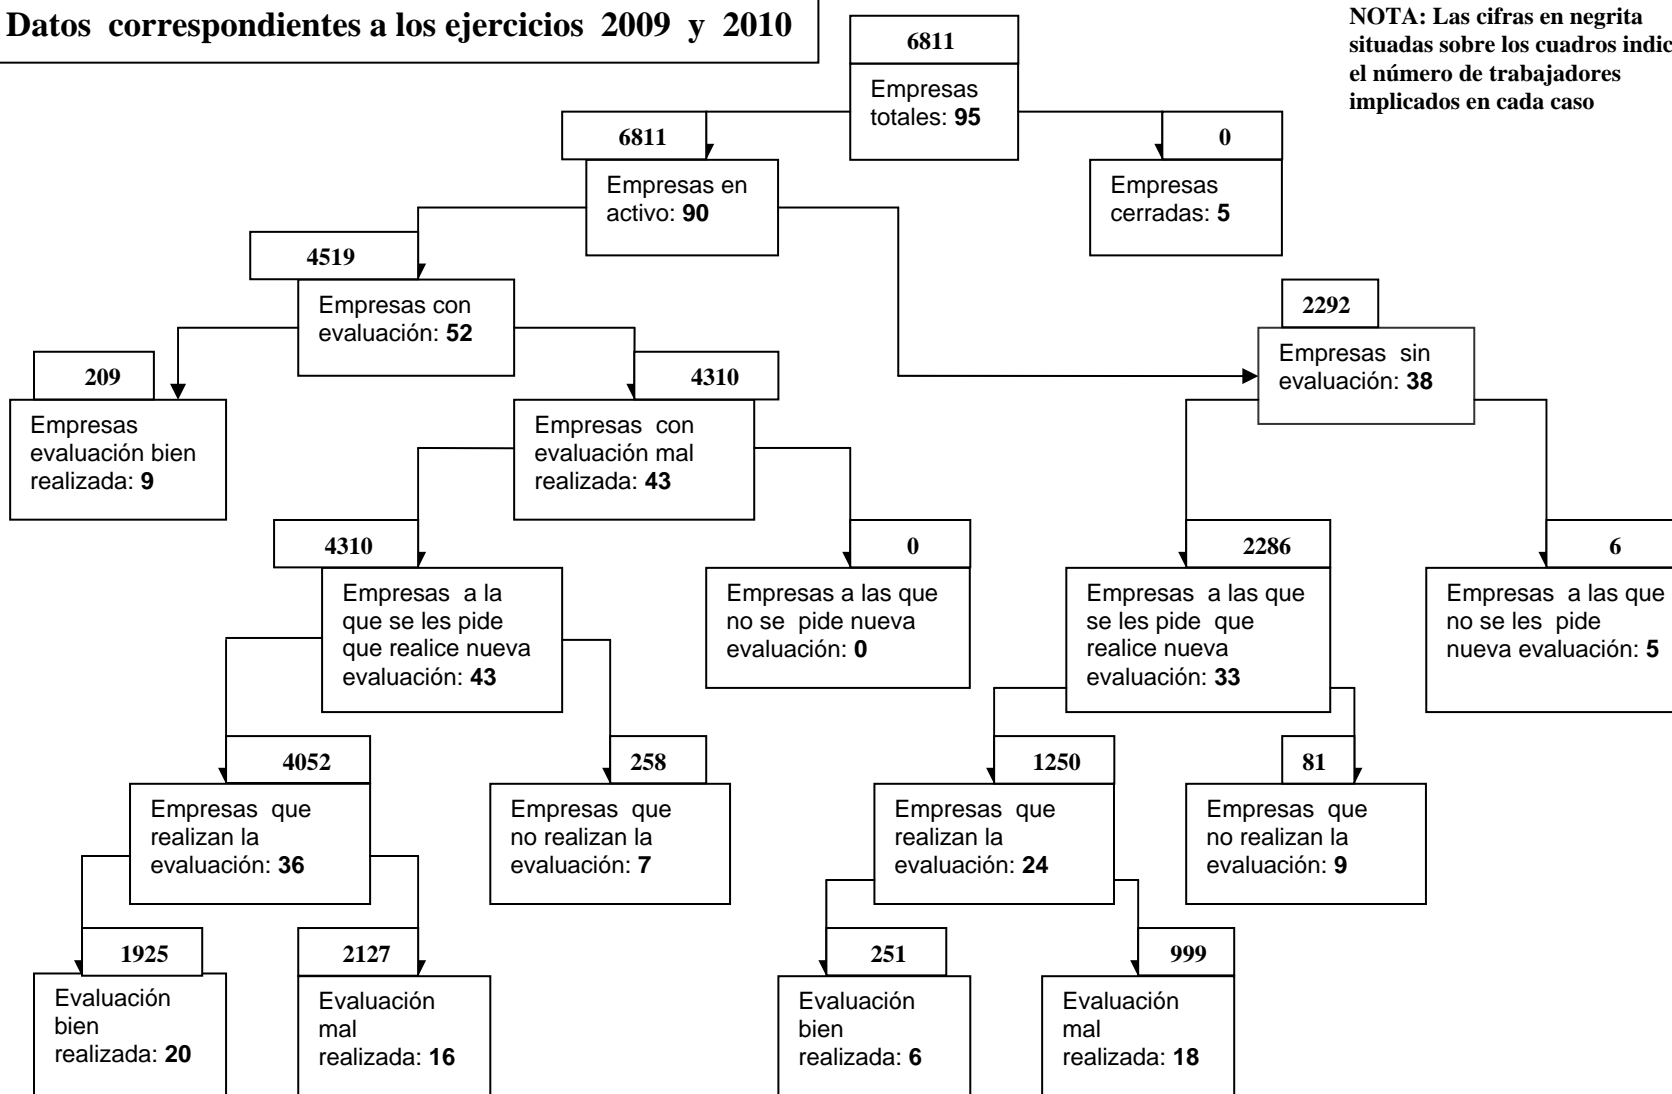 Datos correspondientes a los ejercicios 2009 y 2010
NOTA: Las cifras en negrita
situadas sobre los cuadros indic
el número de trabajadores
implicados en cada caso
6811
Empresas
totales: 95
6811
Empresas en
activo: 90
0
Empresas
cerradas: 5
4519
Empresas con
evaluación: 52
2292
Empresas sin
evaluación: 38
209
Empresas
evaluación bien
realizada: 9
4310
Empresas con
evaluación mal
realizada: 43
4310
Empresas a la
que se les pide
que realice nueva
evaluación: 43
0
Empresas a las que
no se pide nueva
evaluación: 0
2286
Empresas a las que
se les pide que
realice nueva
evaluación: 33
6
Empresas a las que
no se les pide
nueva evaluación: 5
4052
Empresas que
realizan la
evaluación: 36
258
Empresas que
no realizan la
evaluación: 7
1250
Empresas que
realizan la
evaluación: 24
81
Empresas que
no realizan la
evaluación: 9
1925
Evaluación
bien
realizada: 20
2127
Evaluación
mal
realizada: 16
251
Evaluación
bien
realizada: 6
999
Evaluación
mal
realizada: 18